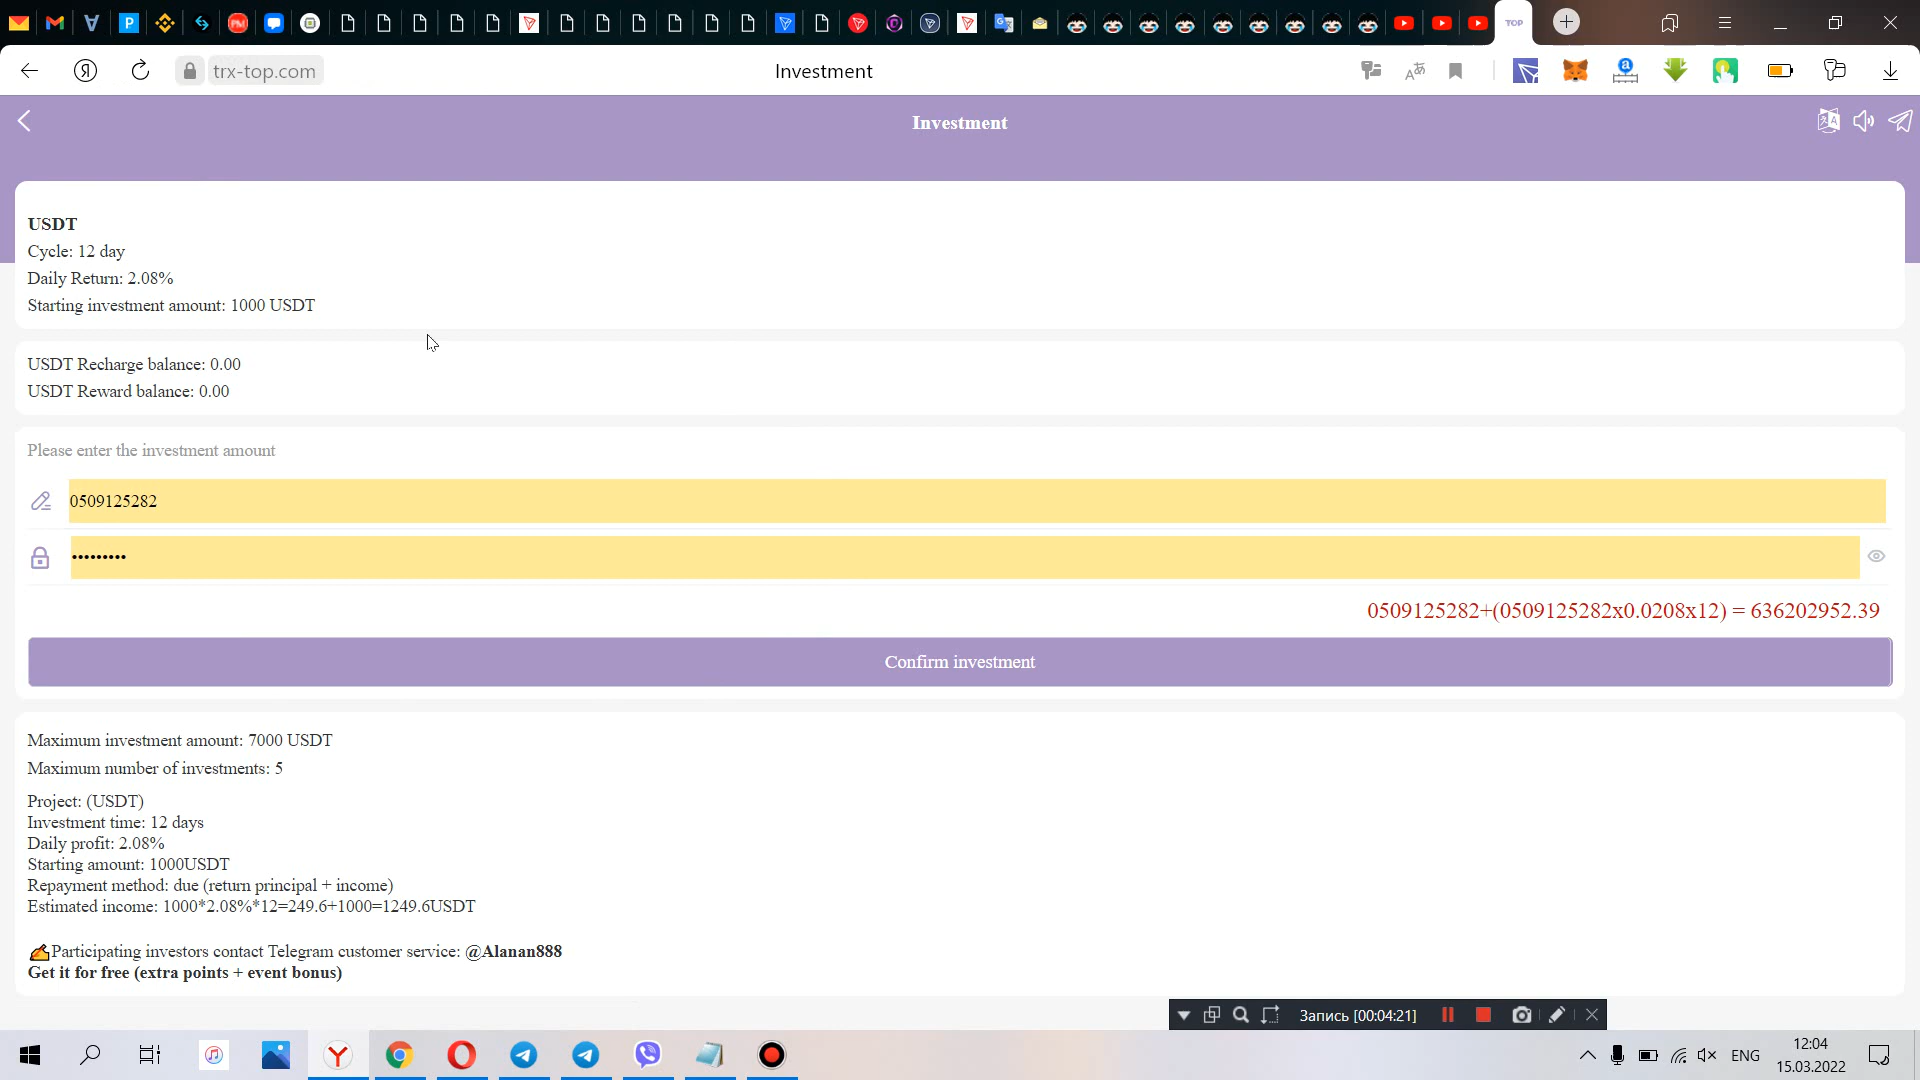 TOP
trx-top.com
Investment
Investment
USDT
Cycle: 12 day
Daily Return: 2.08%
Starting investment amount: 1000 USDT
USDT Recharge balance: 0.00
USDT Reward balance: 0.00
Please enter the investment amount
0509125282
•••••••••
0509125282+(0509125282x0.0208x12) = 636202952.39
Confirm investment
Maximum investment amount: 7000 USDT
Maximum number of investments: 5
Project: (USDT)
Investment time: 12 days
Daily profit: 2.08%
Starting amount: 1000USDT
Repayment method: due (return principal + income)
Estimated income: 1000*2.08%*12=249.6+1000=1249.6USDT
✍Participating investors contact Telegram customer service: @Alanan888
Get it for free (extra points + event bonus)
Запись [00:04:21]
ENG
12:04
15.03.2022